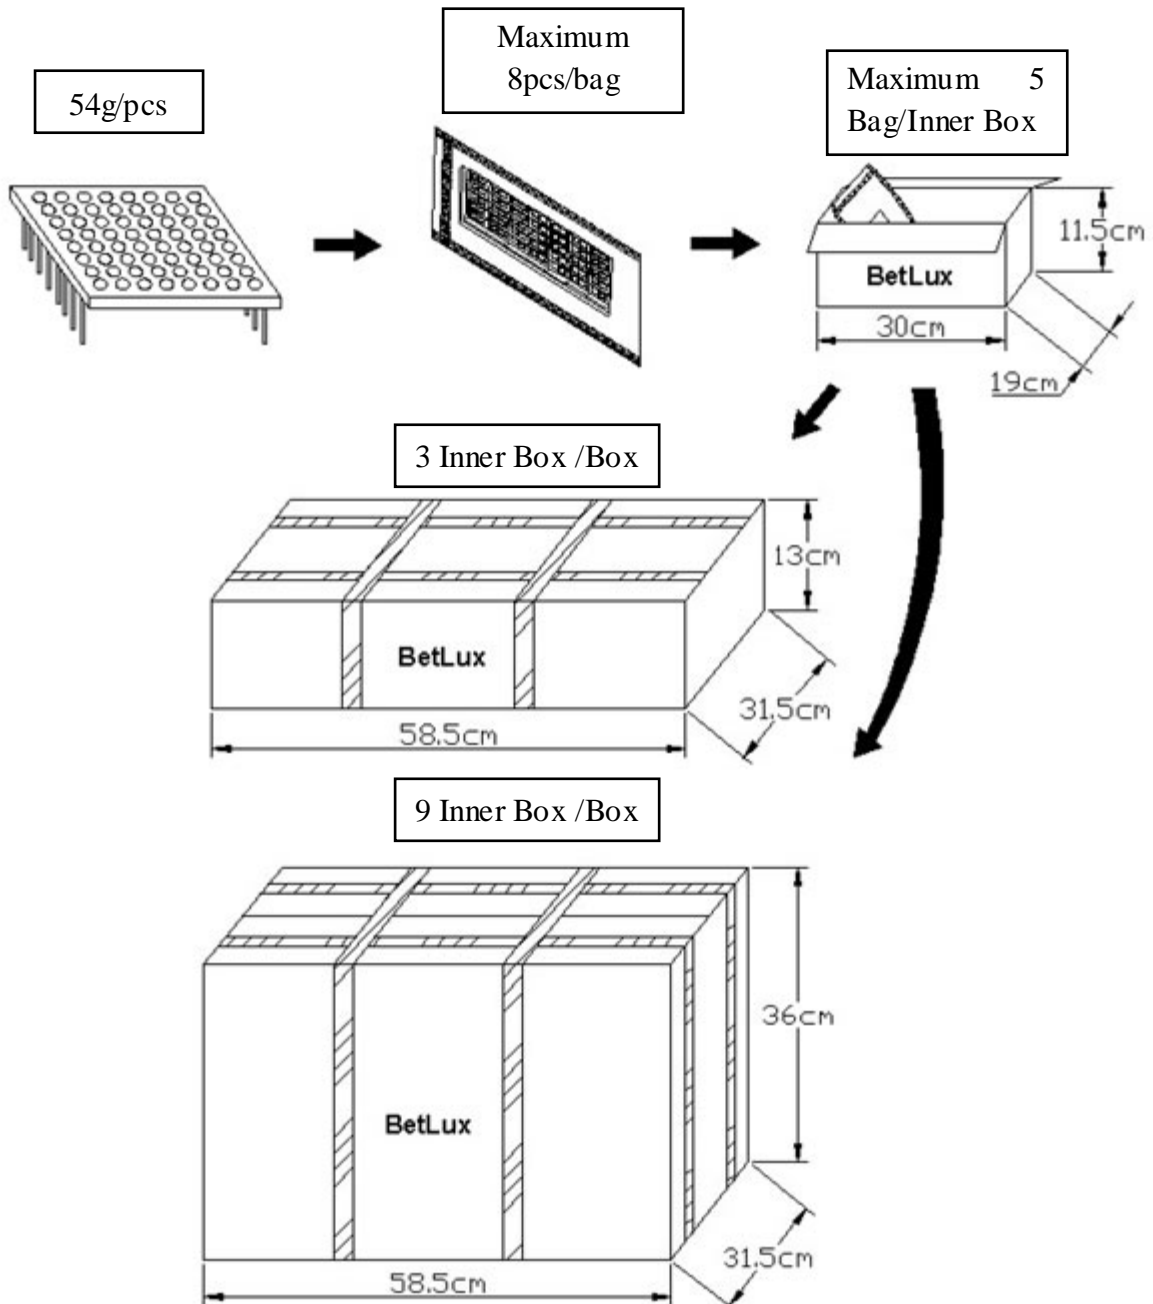 54g/pcs
Maximum
8pcs/bag
Maximum 5
Bag/Inner Box
BetLux
11.5cm
30cm
19cm
3 Inner Box /Box
BetLux
13cm
31.5cm
58.5cm
9 Inner Box /Box
BetLux
36cm
31.5cm
58.5cm